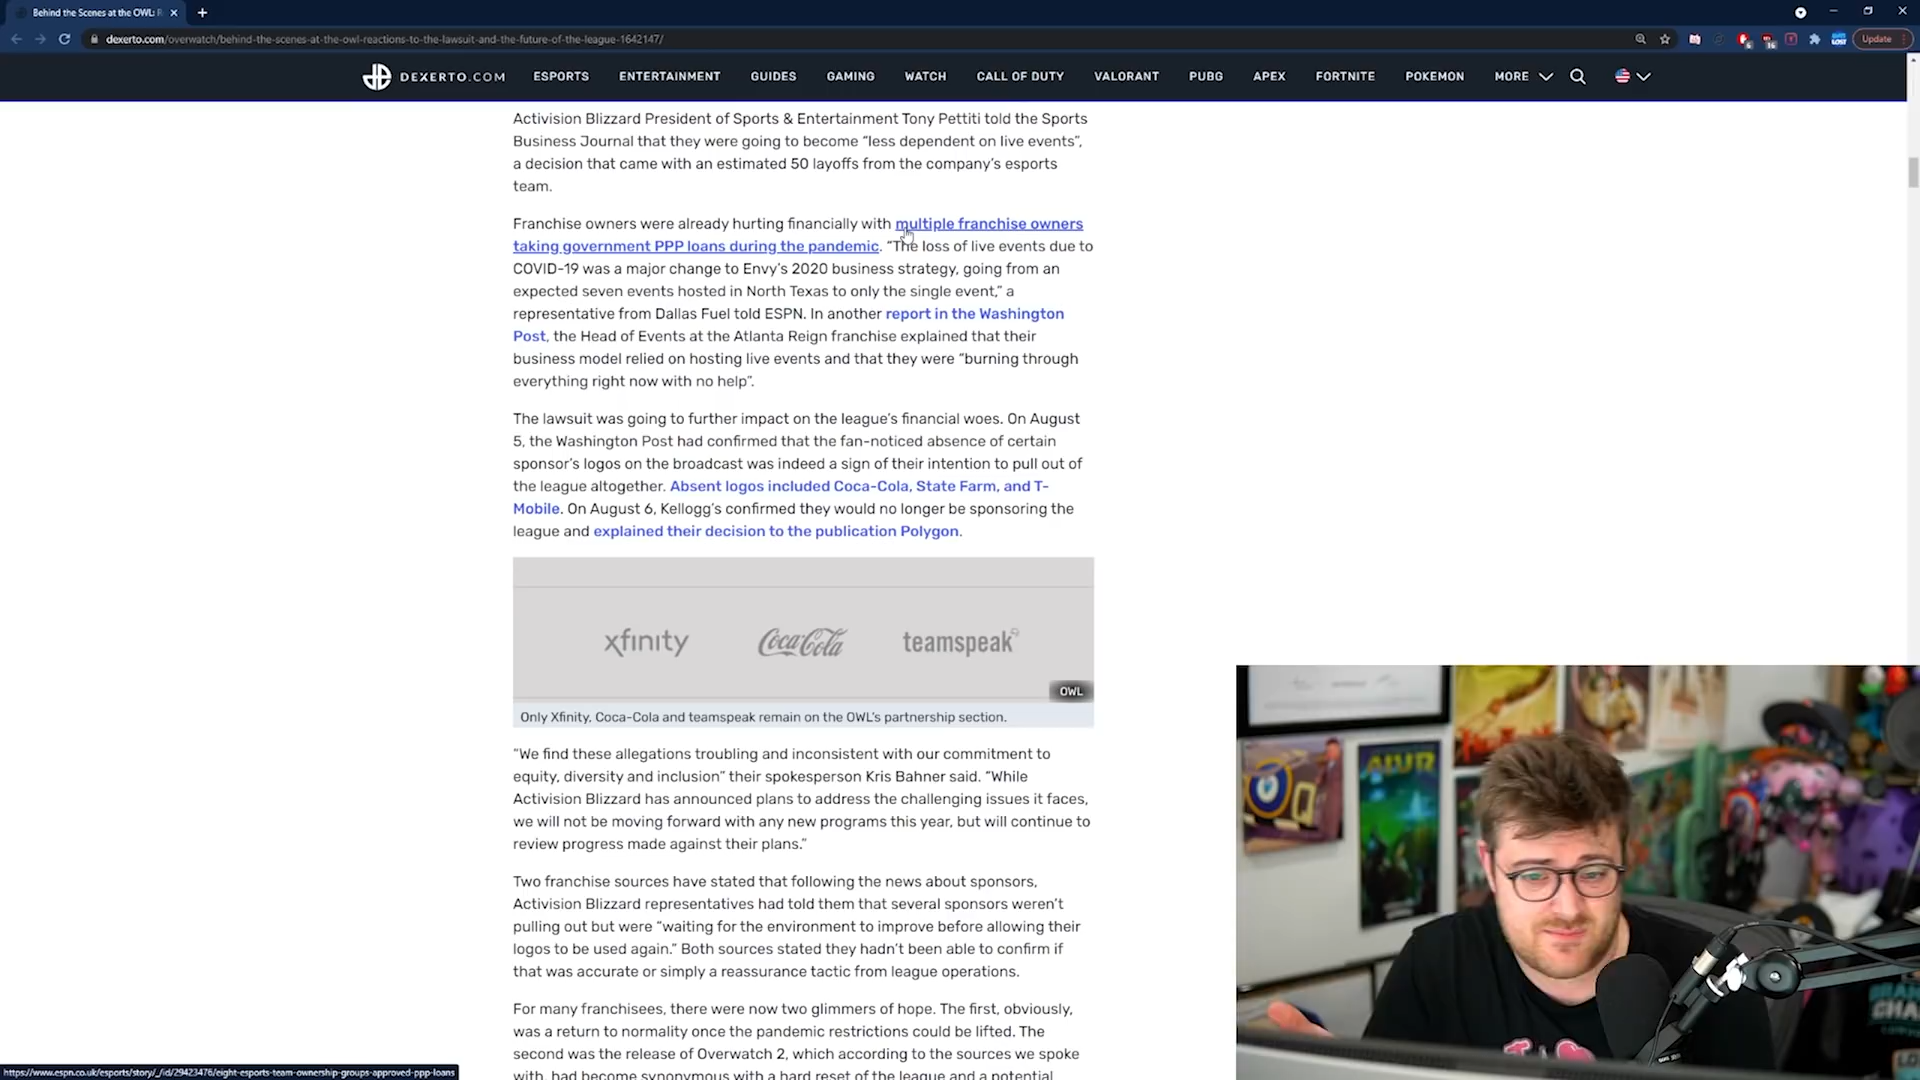 Behind the Scenes at the OWL: R
dexerto.com/overwatch/behind-the-scenes-at-the-owl-reactions-to-the-lawsuit-and-the-future-of-the-league-1642147/
Update
DEXERTO.COM
ESPORTS
ENTERTAINMENT
GUIDES
GAMING
WATCH
CALL OF DUTY
VALORANT
PUBG
APEX
FORTNITE
POKEMON
MORE
Activision Blizzard President of Sports & Entertainment Tony Pettiti told the Sports
Business Journal that they were going to become “less dependent on live events”,
a decision that came with an estimated 50 layoffs from the company’s esports
team.
Franchise owners were already hurting financially with multiple franchise owners
taking government PPP loans during the pandemic. “The loss of live events due to
COVID-19 was a major change to Envy’s 2020 business strategy, going from an
expected seven events hosted in North Texas to only the single event,” a
representative from Dallas Fuel told ESPN. In another report in the Washington
Post, the Head of Events at the Atlanta Reign franchise explained that their
business model relied on hosting live events and that they were “burning through
everything right now with no help”.
The lawsuit was going to further impact on the league’s financial woes. On August
5, the Washington Post had confirmed that the fan-noticed absence of certain
sponsor’s logos on the broadcast was indeed a sign of their intention to pull out of
the league altogether. Absent logos included Coca-Cola, State Farm, and T-
Mobile. On August 6, Kellogg’s confirmed they would no longer be sponsoring the
league and explained their decision to the publication Polygon.
xfinity Coca-Cola teamspeak
OWL
Only Xfinity, Coca-Cola and teamspeak remain on the OWL’s partnership section.
“We find these allegations troubling and inconsistent with our commitment to
equity, diversity and inclusion” their spokesperson Kris Bahner said. “While
Activision Blizzard has announced plans to address the challenging issues it faces,
we will not be moving forward with any new programs this year, but will continue to
review progress made against their plans.”
Two franchise sources have stated that following the news about sponsors,
Activision Blizzard representatives had told them that several sponsors weren’t
pulling out but were “waiting for the environment to improve before allowing their
logos to be used again.” Both sources stated they hadn’t been able to confirm if
that was accurate or simply a reassurance tactic from league operations.
For many franchisees, there were now two glimmers of hope. The first, obviously,
was a return to normality once the pandemic restrictions could be lifted. The
second was the release of Overwatch 2, which according to the sources we spoke
with, had become synonymous with a hard reset of the league and a potential
https://www.espn.co.uk/esports/story/_/id/29423476/eight-esports-team-ownership-groups-approved-ppp-loans